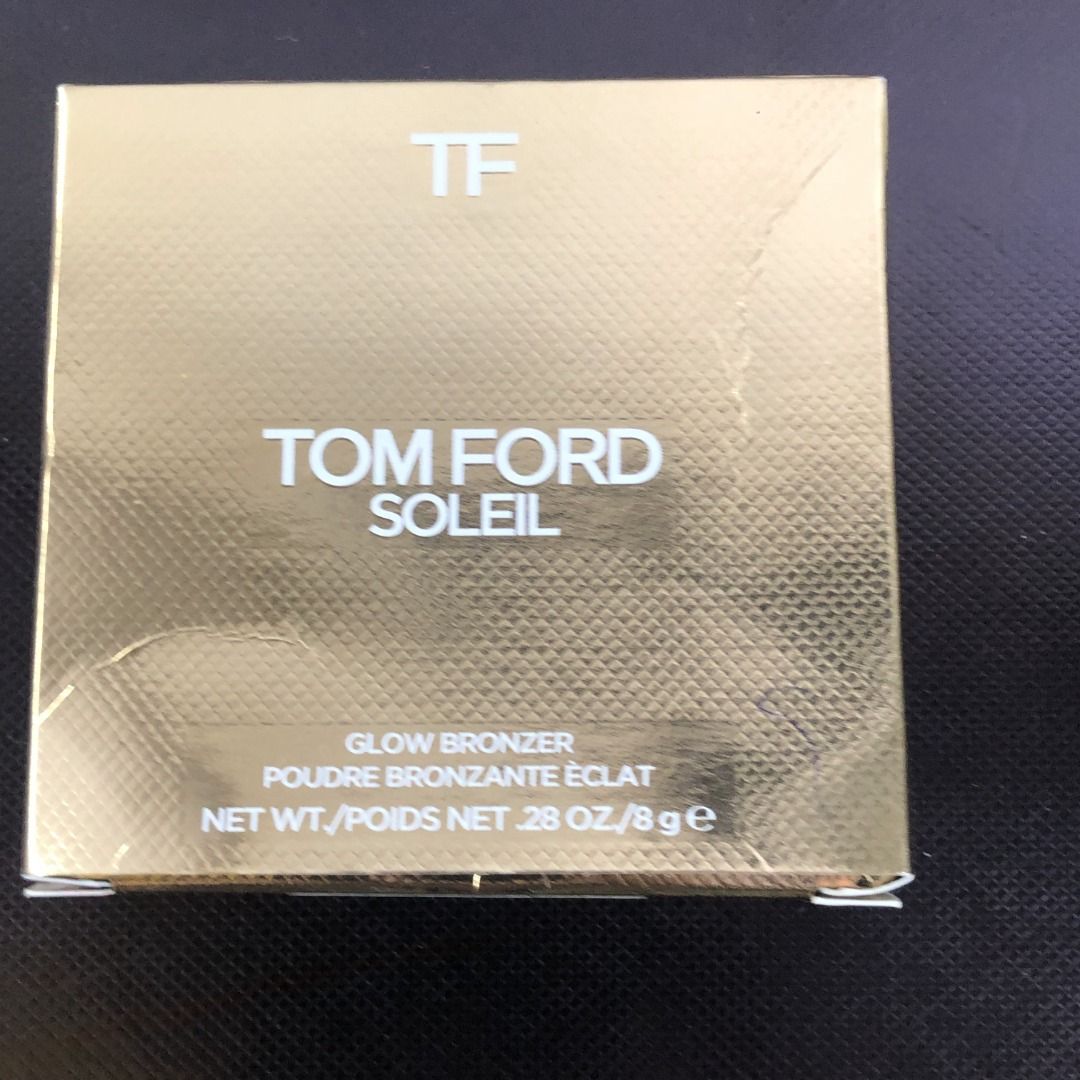 TF
TOM FORD
SOLEIL
GLOW BRONZER
POUDRE BRONZANTE ÈCLAT
NET WT./POIDS NET .28 OZ./8 g ℮